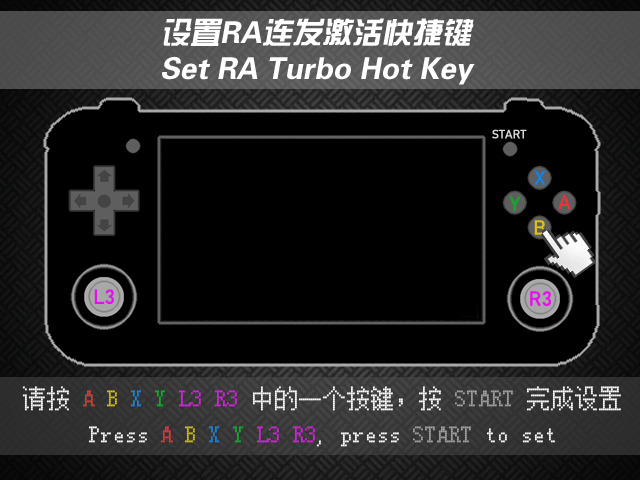 设置RA连发激活快捷键
Set RA Turbo Hot Key
START
X
Y A
B
L3 R3
请按 A B X Y L3 R3 中的一个按键，按 START 完成设置
Press A B X Y L3 R3, press START to set